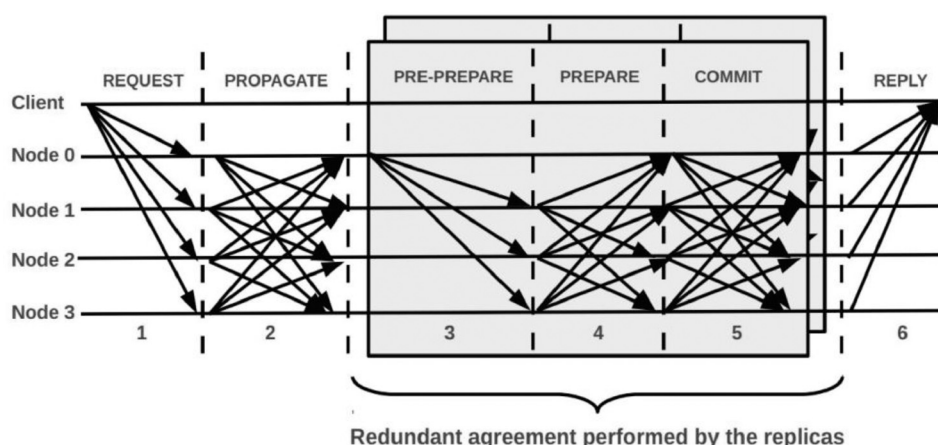 REQUEST PROPAGATE PRE-PREPARE PREPARE COMMIT REPLY
Client
Node 0
Node 1
Node 2
Node 3
1 2 3 4 5 6
Redundant agreement performed by the replicas